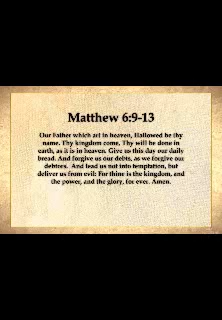 Matthew 6:9-13
Our Father which art in heaven, Hallowed be thy
name. Thy kingdom come, Thy will be done in
earth, as it is in heaven. Give us this day our daily
bread. And forgive us our debts, as we forgive our
debtors. And lead us not into temptation, but
deliver us from evil: For thine is the kingdom, and
the power, and the glory, for ever. Amen.